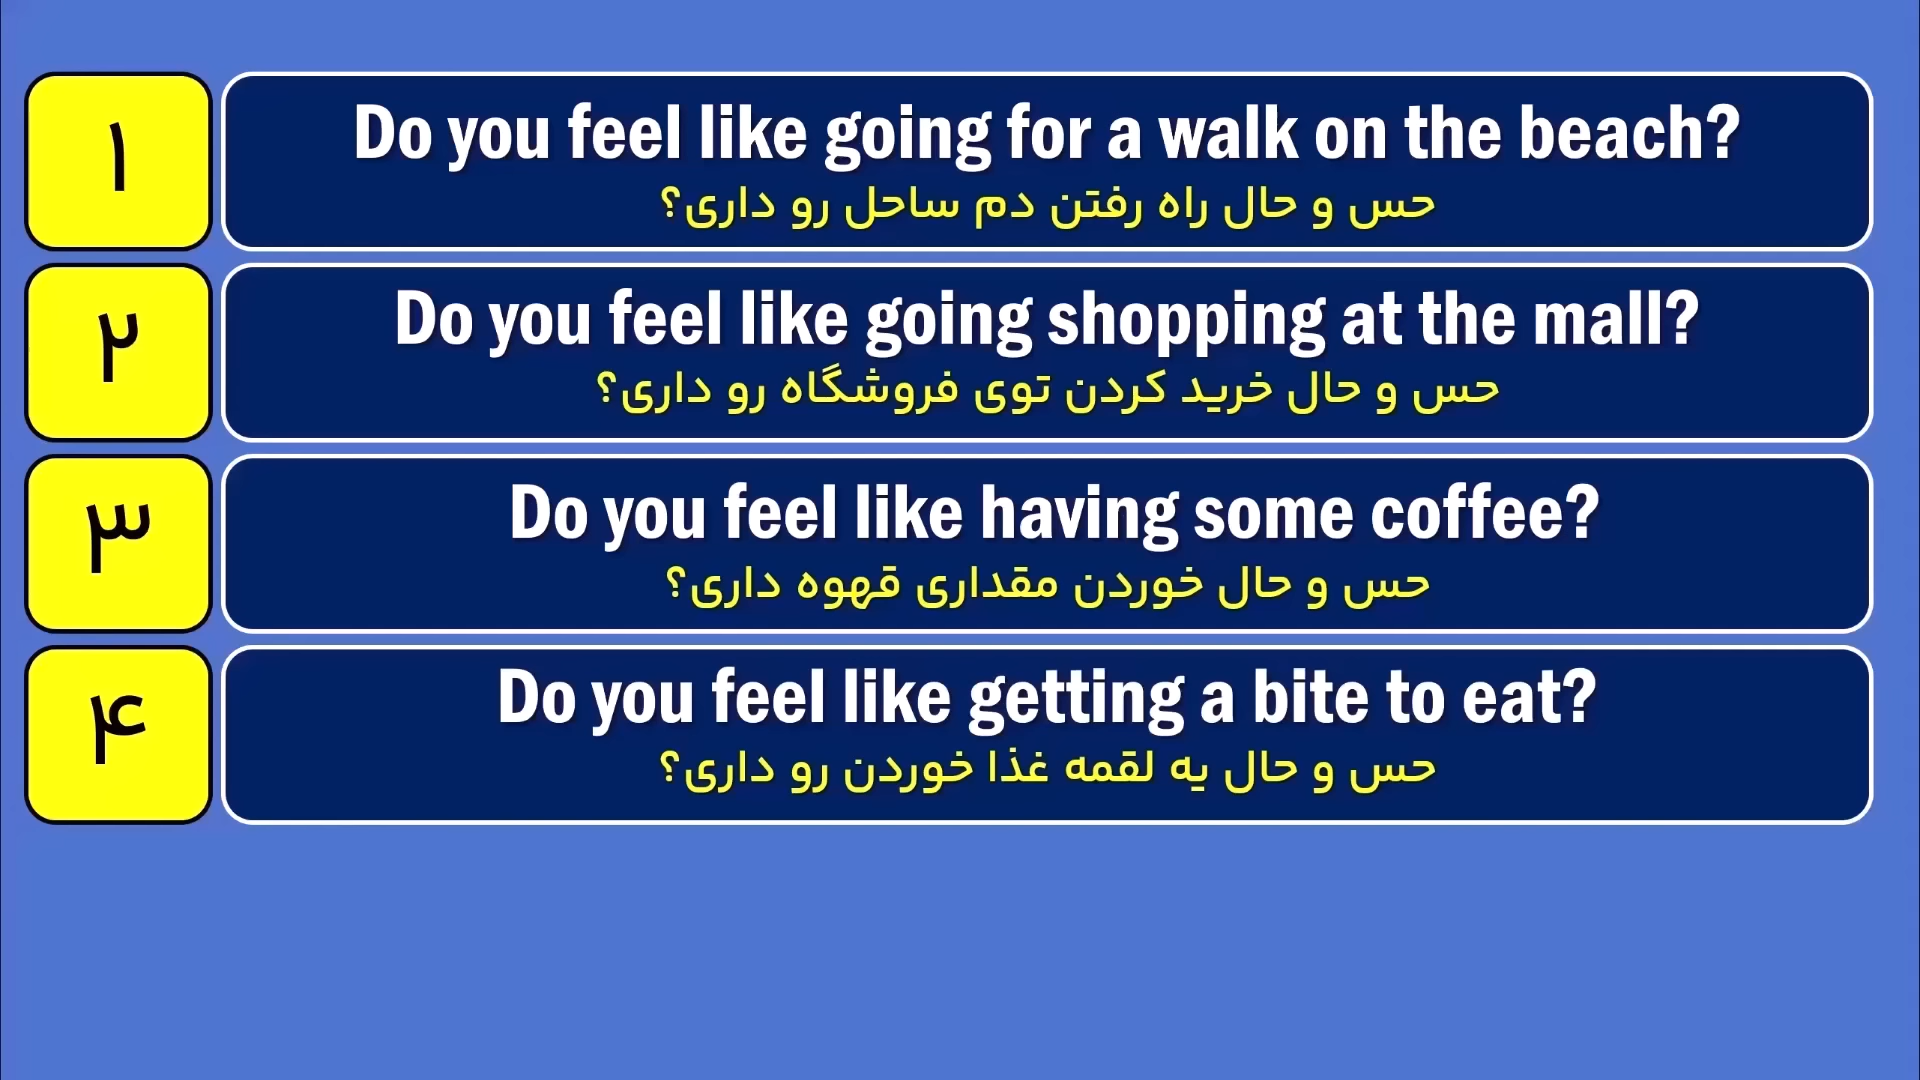 ۱
Do you feel like going for a walk on the beach?
حس و حال راه رفتن دم ساحل رو داری؟
۲
Do you feel like going shopping at the mall?
حس و حال خرید کردن توی فروشگاه رو داری؟
۳
Do you feel like having some coffee?
حس و حال خوردن مقداری قهوه داری؟
۴
Do you feel like getting a bite to eat?
حس و حال یه لقمه غذا خوردن رو داری؟